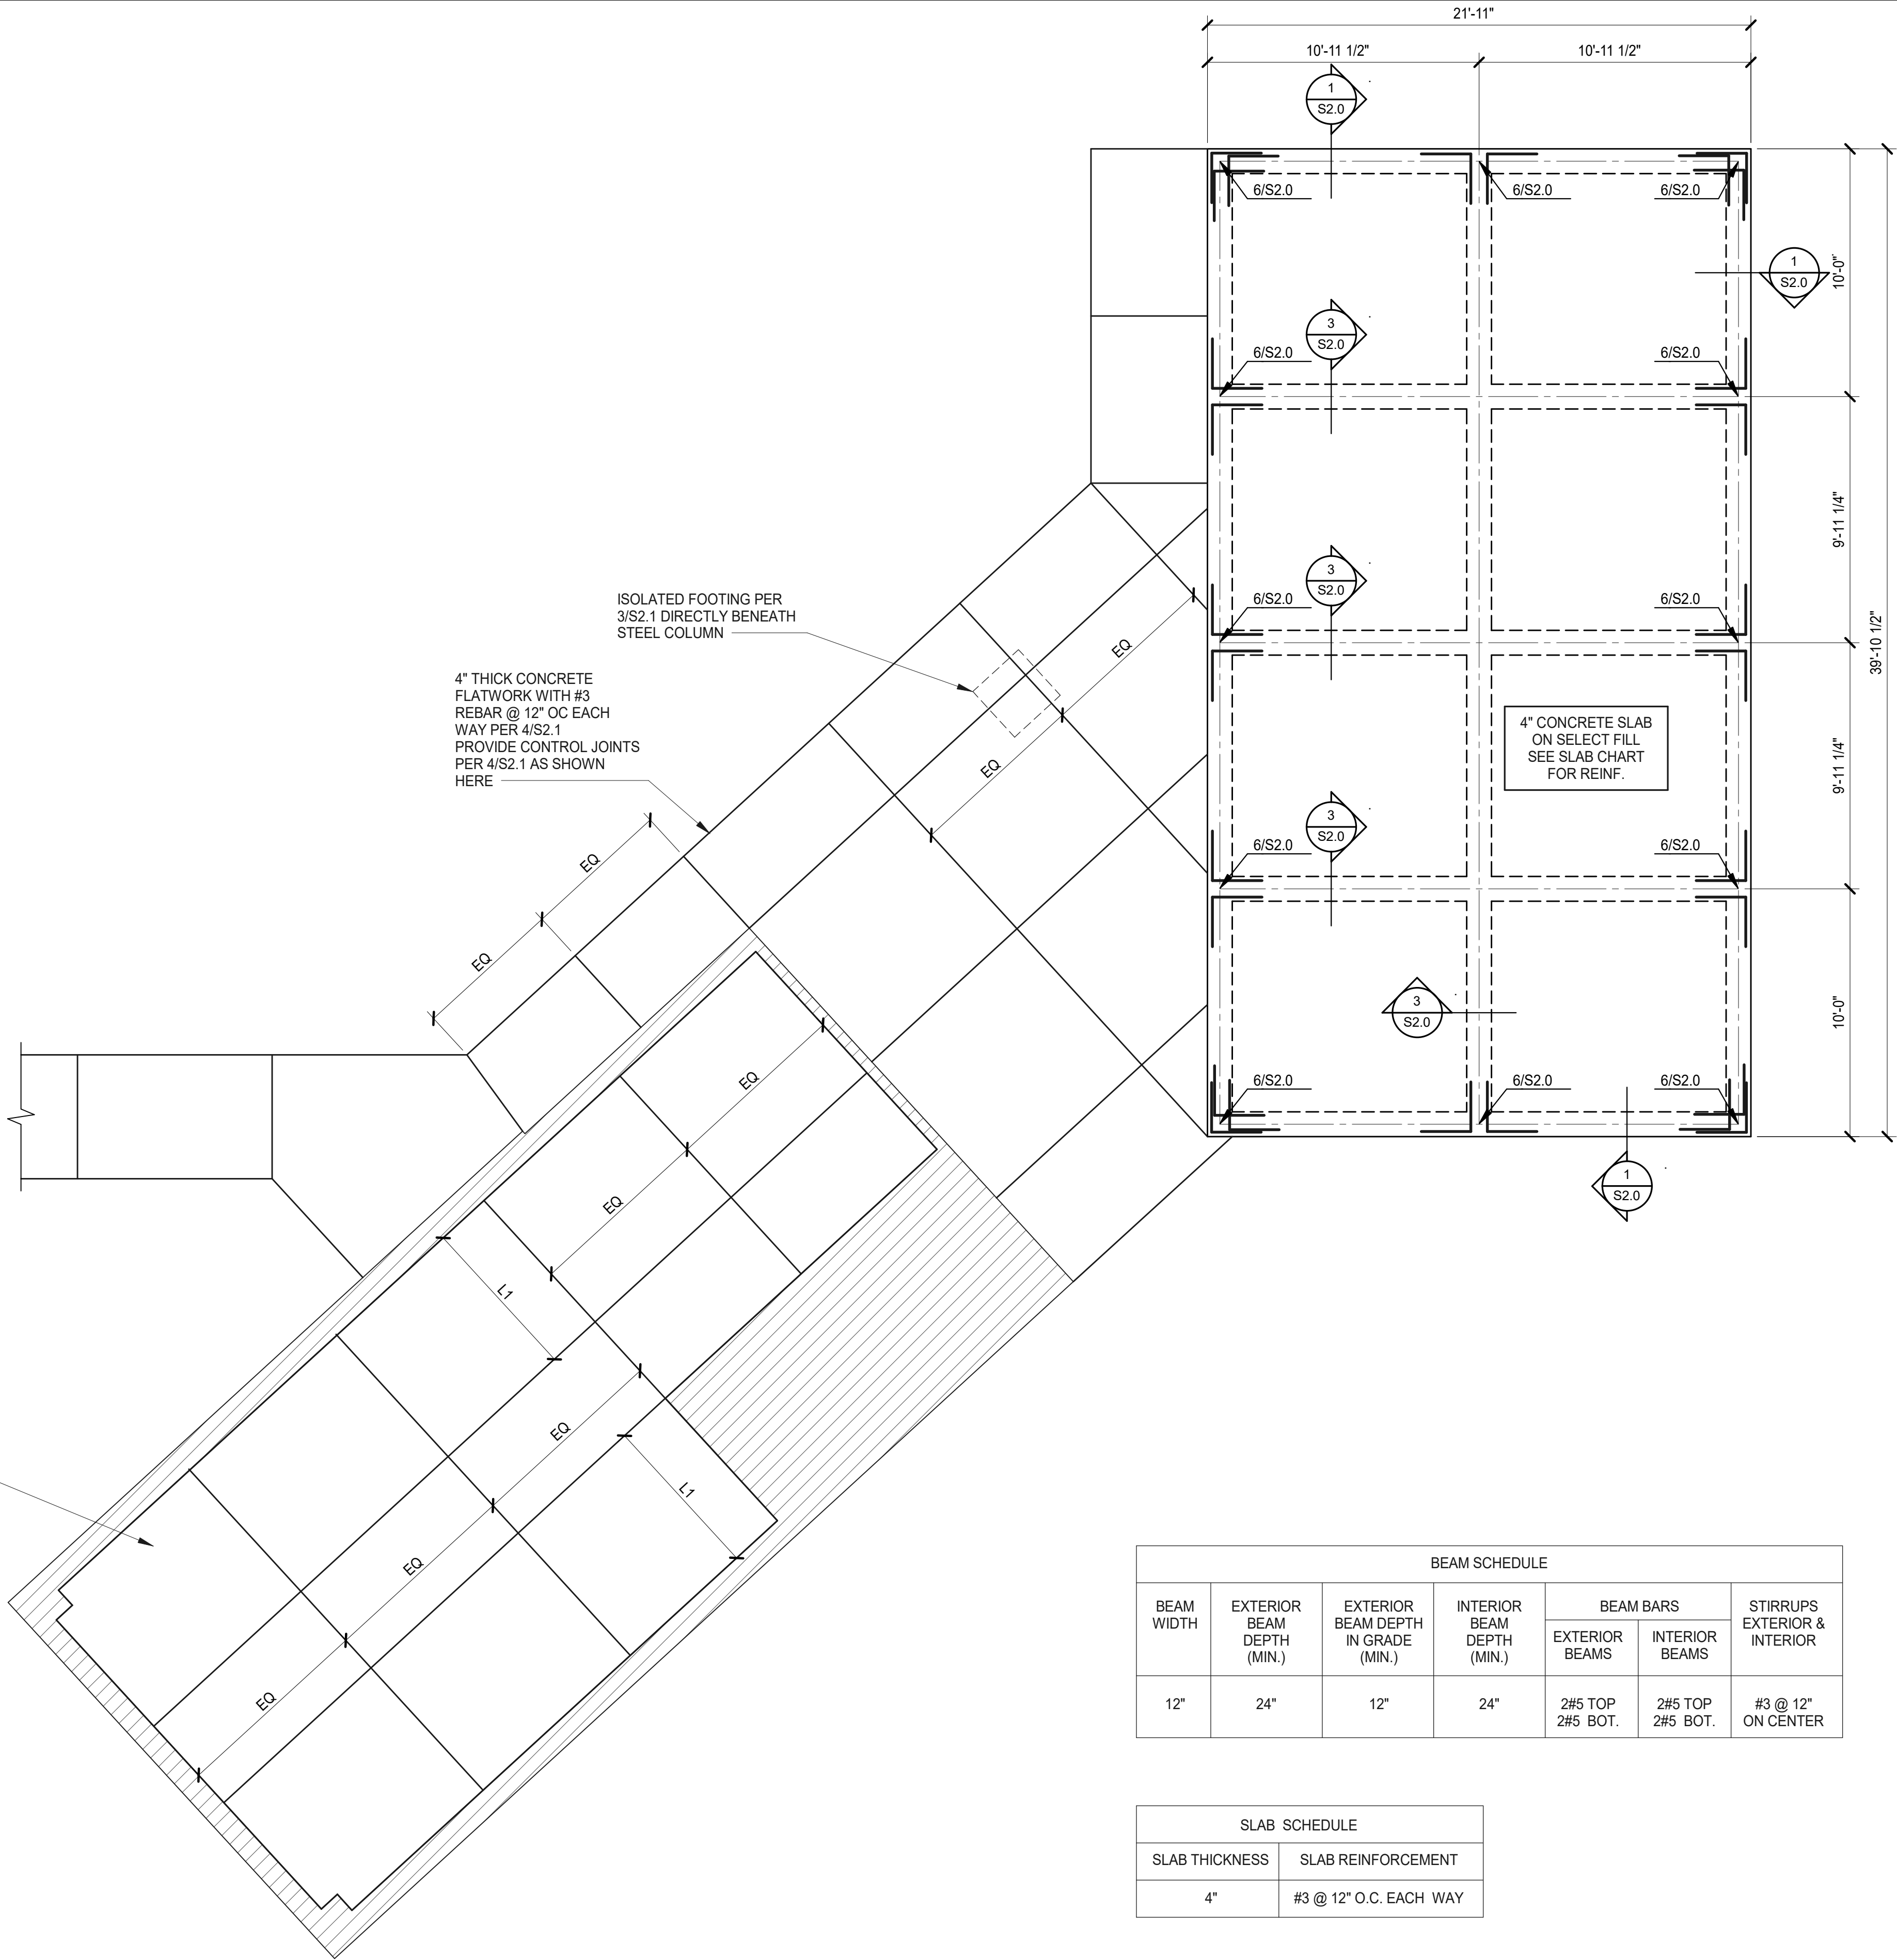 21'-11"
10'-11 1/2"
10'-11 1/2"
1
S2.0
6/S2.0
6/S2.0
6/S2.0
1
S2.0
10'-0"
3
S2.0
6/S2.0
6/S2.0
9'-11 1/4"
3
S2.0
6/S2.0
6/S2.0
39'-10 1/2"
ISOLATED FOOTING PER
3/S2.1 DIRECTLY BENEATH
STEEL COLUMN
EQ
EQ
4" THICK CONCRETE
FLATWORK WITH #3
REBAR @ 12" OC EACH
WAY PER 4/S2.1
PROVIDE CONTROL JOINTS
PER 4/S2.1 AS SHOWN
HERE
4" CONCRETE SLAB
ON SELECT FILL
SEE SLAB CHART
FOR REINF.
9'-11 1/4"
3
S2.0
6/S2.0
6/S2.0
EQ
EQ
3
S2.0
10'-0"
6/S2.0
6/S2.0
6/S2.0
1
S2.0
EQ
EQ
L1
EQ
L1
EQ
EQ
BEAM SCHEDULE
BEAM
WIDTH
EXTERIOR
BEAM
DEPTH
(MIN.)
EXTERIOR
BEAM DEPTH
IN GRADE
(MIN.)
INTERIOR
BEAM
DEPTH
(MIN.)
BEAM BARS
EXTERIOR
BEAMS
INTERIOR
BEAMS
STIRRUPS
EXTERIOR &
INTERIOR
12"
24"
12"
24"
2#5 TOP
2#5 BOT.
2#5 TOP
2#5 BOT.
#3 @ 12"
ON CENTER
SLAB SCHEDULE
SLAB THICKNESS
SLAB REINFORCEMENT
4"
#3 @ 12" O.C. EACH WAY